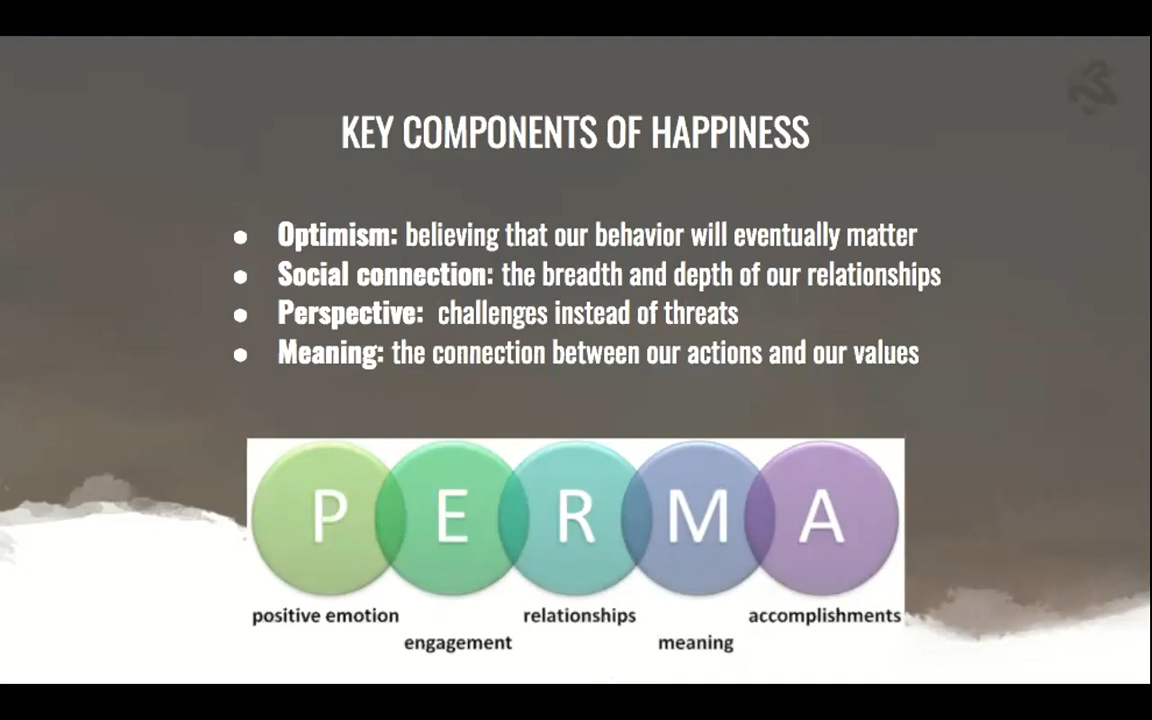 KEY COMPONENTS OF HAPPINESS
● Optimism: believing that our behavior will eventually matter
● Social connection: the breadth and depth of our relationships
● Perspective: challenges instead of threats
● Meaning: the connection between our actions and our values
P E R M A
positive emotion relationships accomplishments
engagement meaning